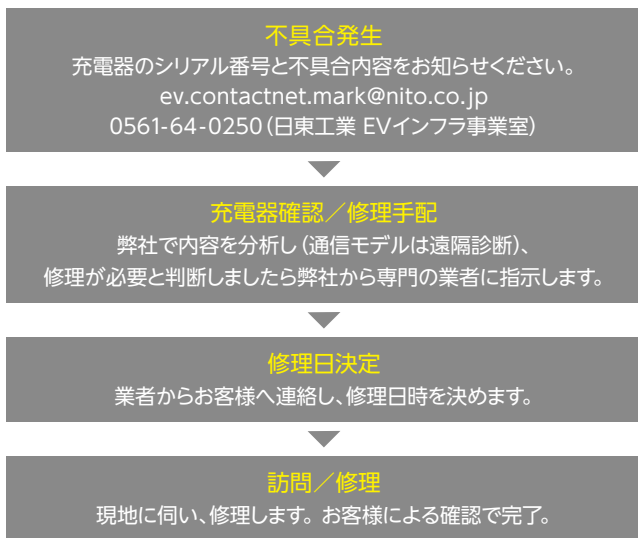 不具合発生
充電器のシリアル番号と不具合内容をお知らせください。
ev.contactnet.mark@nito.co.jp
0561-64-0250（日東工業 EVインフラ事業室）
充電器確認／修理手配
弊社で内容を分析し（通信モデルは遠隔診断）、
修理が必要と判断しましたら弊社から専門の業者に指示します。
修理日決定
業者からお客様へ連絡し、修理日時を決めます。
訪問／修理
現地に伺い、修理します。お客様による確認で完了。